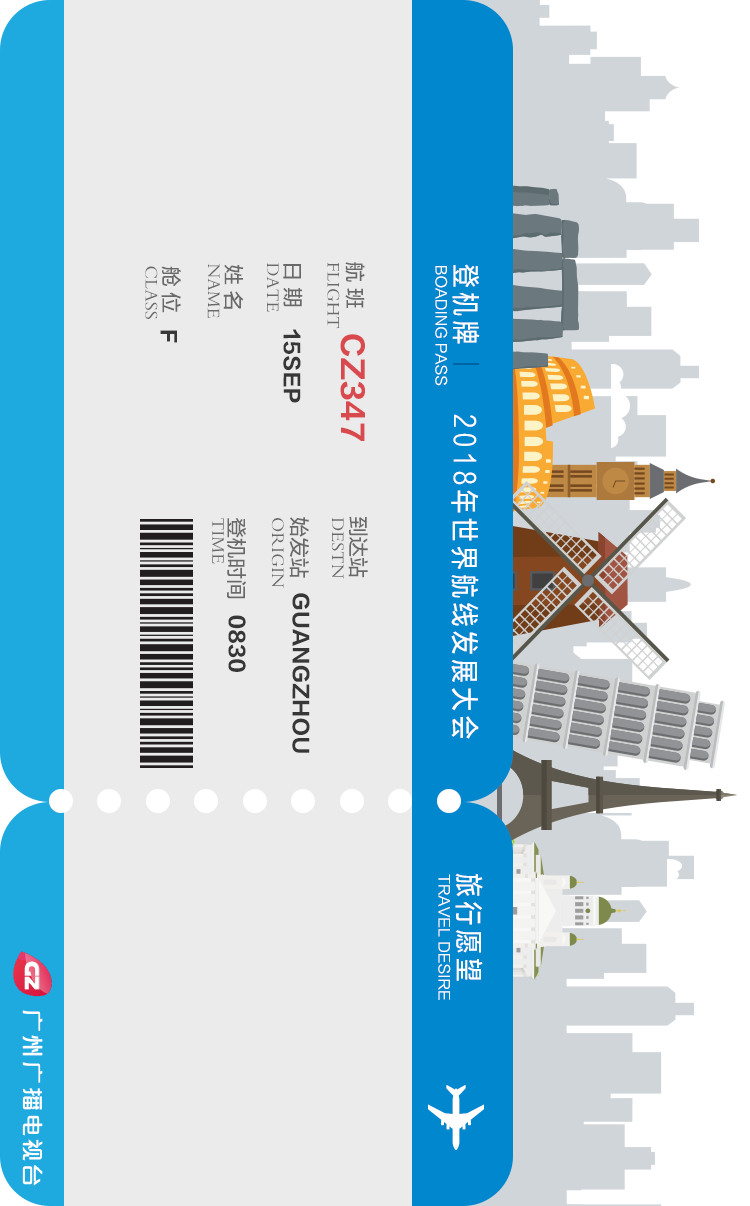 登机牌 | 2018年世界航线发展大会
BOADING PASS
航班 CZ347
FLIGHT
到达站
DESTN
日期 15SEP
DATE
始发站 GUANGZHOU
ORIGIN
姓名
NAME
登机时间 0830
TIME
舱位 F
CLASS
旅行愿望
TRAVEL DESIRE
GZ 广州广播电视台